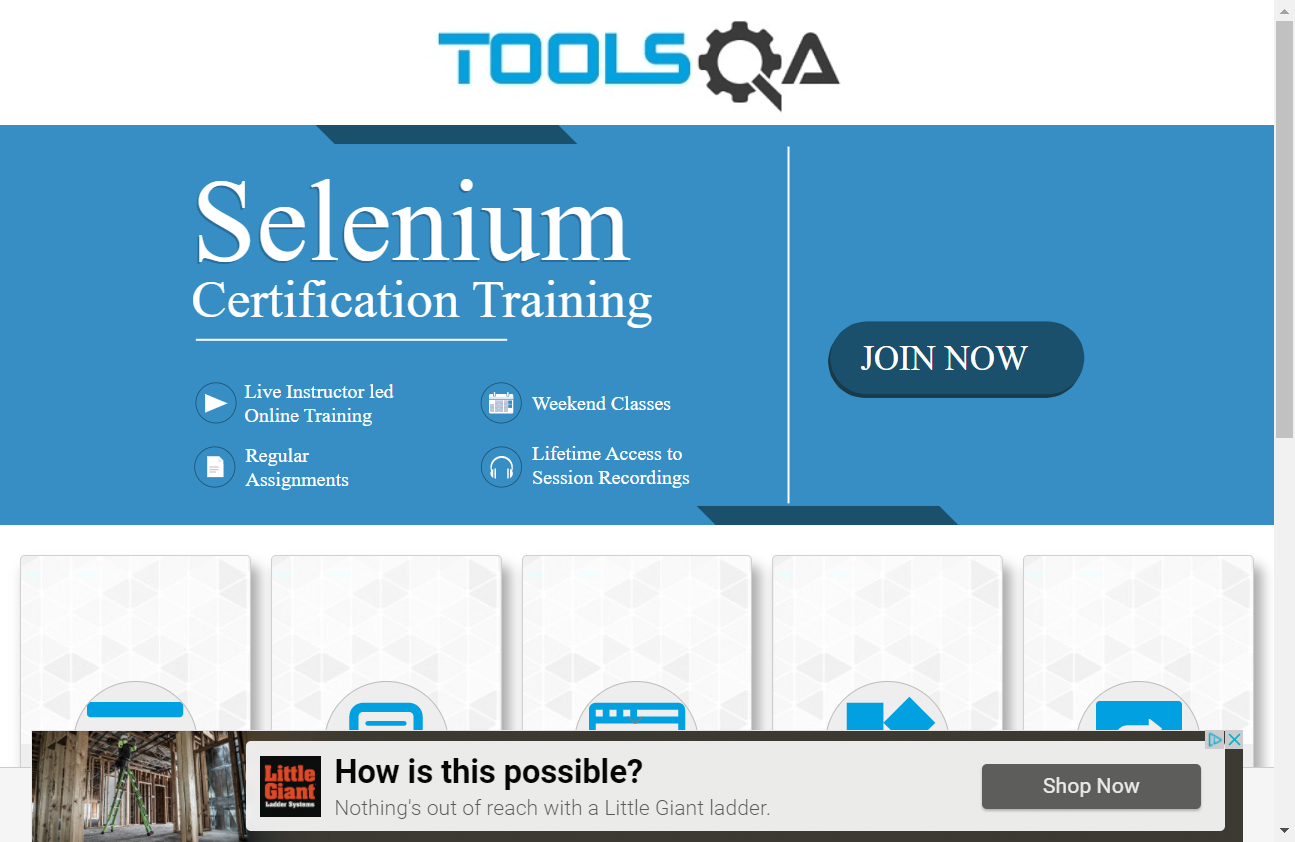 TOOLSQA
Selenium
Certification Training
JOIN NOW
Live Instructor led
Online Training
Weekend Classes
Regular
Assignments
Lifetime Access to
Session Recordings
Little
Giant
Ladder Systems
How is this possible?
Nothing's out of reach with a Little Giant ladder.
Shop Now